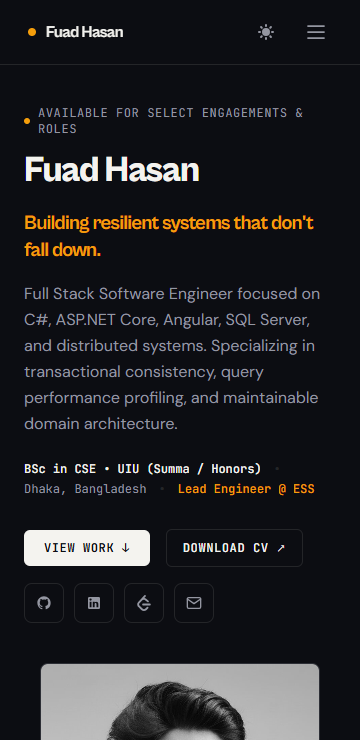 Fuad Hasan
AVAILABLE FOR SELECT ENGAGEMENTS &
ROLES
Fuad Hasan
Building resilient systems that don't
fall down.
Full Stack Software Engineer focused on
C#, ASP.NET Core, Angular, SQL Server,
and distributed systems. Specializing in
transactional consistency, query
performance profiling, and maintainable
domain architecture.
BSc in CSE • UIU (Summa / Honors) •
Dhaka, Bangladesh • Lead Engineer @ ESS
VIEW WORK ↓ DOWNLOAD CV ↗